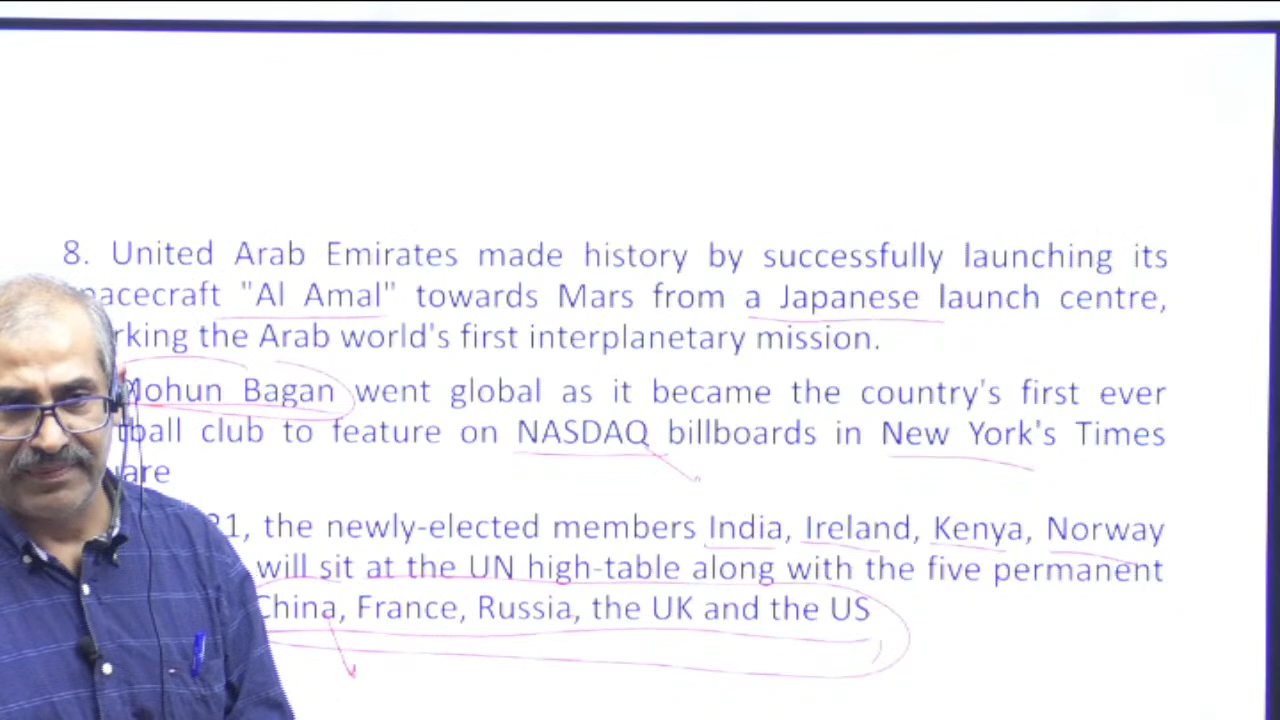 8. United Arab Emirates made history by successfully launching its
pacecraft "Al Amal" towards Mars from a Japanese launch centre,
rking the Arab world's first interplanetary mission.
Mohun Bagan went global as it became the country's first ever
tball club to feature on NASDAQ billboards in New York's Times
are
the newly-elected members India, Ireland, Kenya, Norway
will sit at the UN high-table along with the five permanent
China, France, Russia, the UK and the US